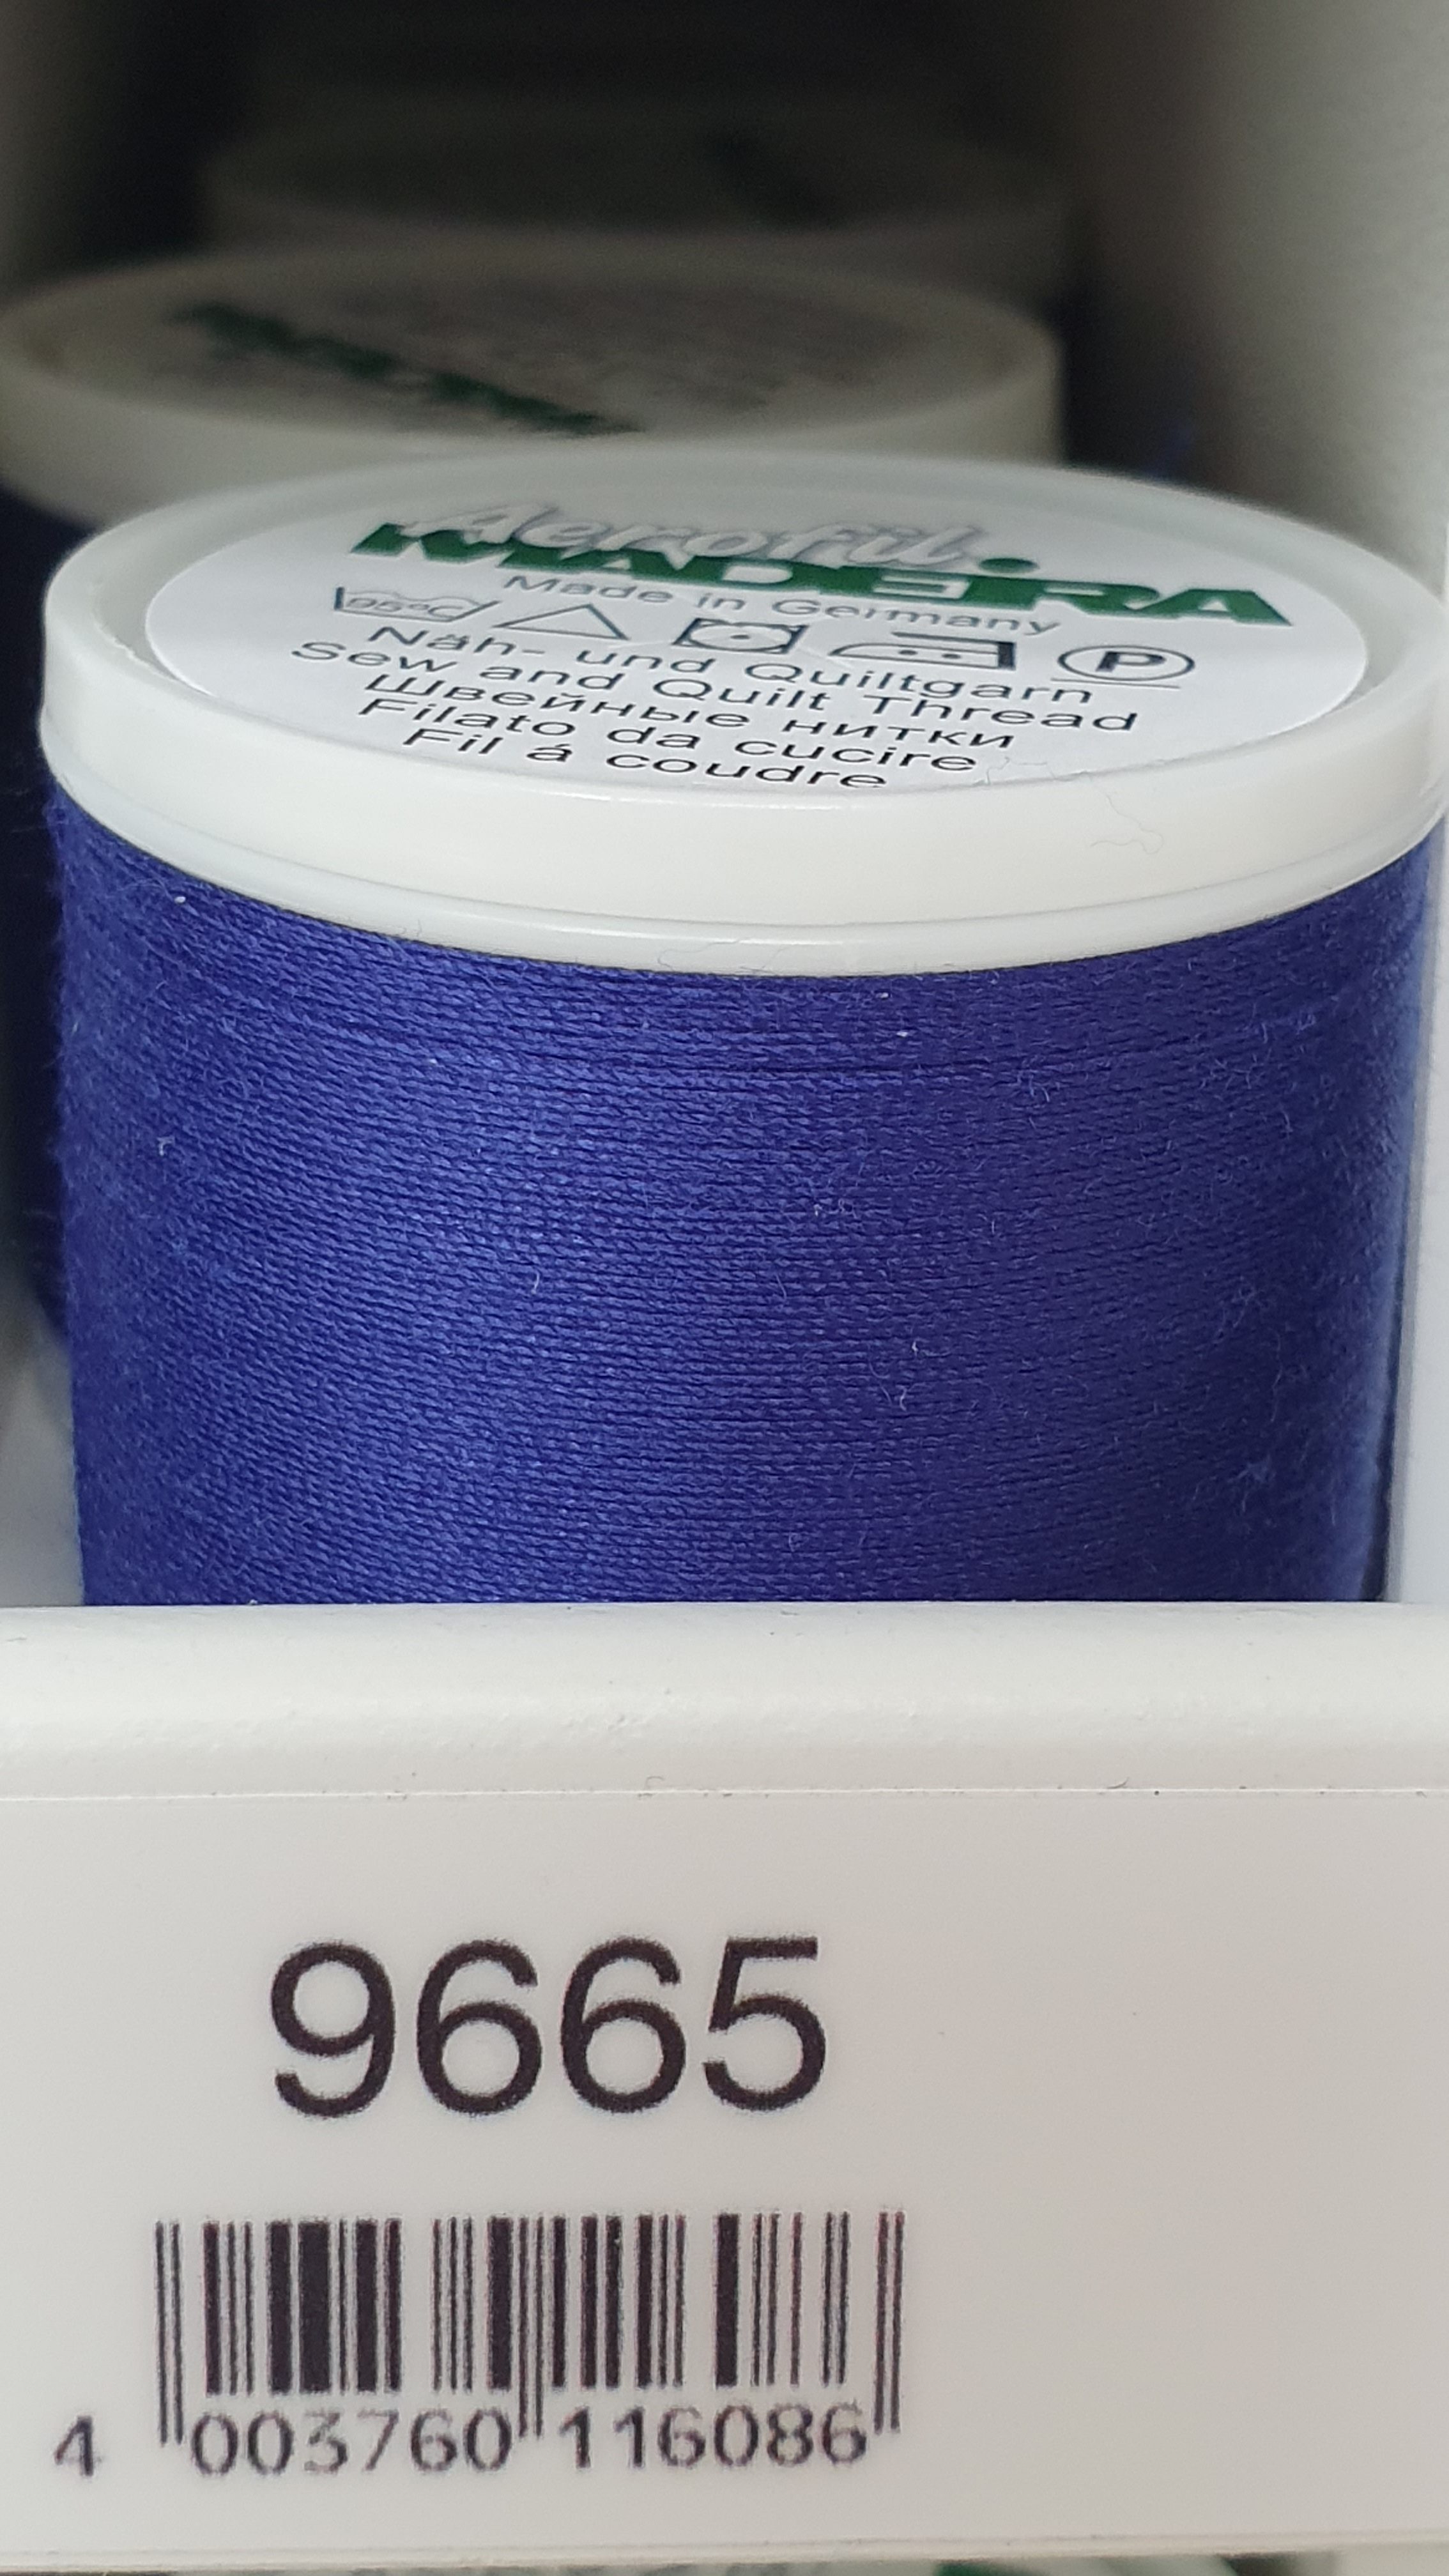 Aerofil
MADEIRA
Made in Germany
95°C P
Näh- und Quiltgarn
Sew and Quilt Thread
Швейные нитки
Filato da cucire
Fil á coudre
9665
4 003760 116086